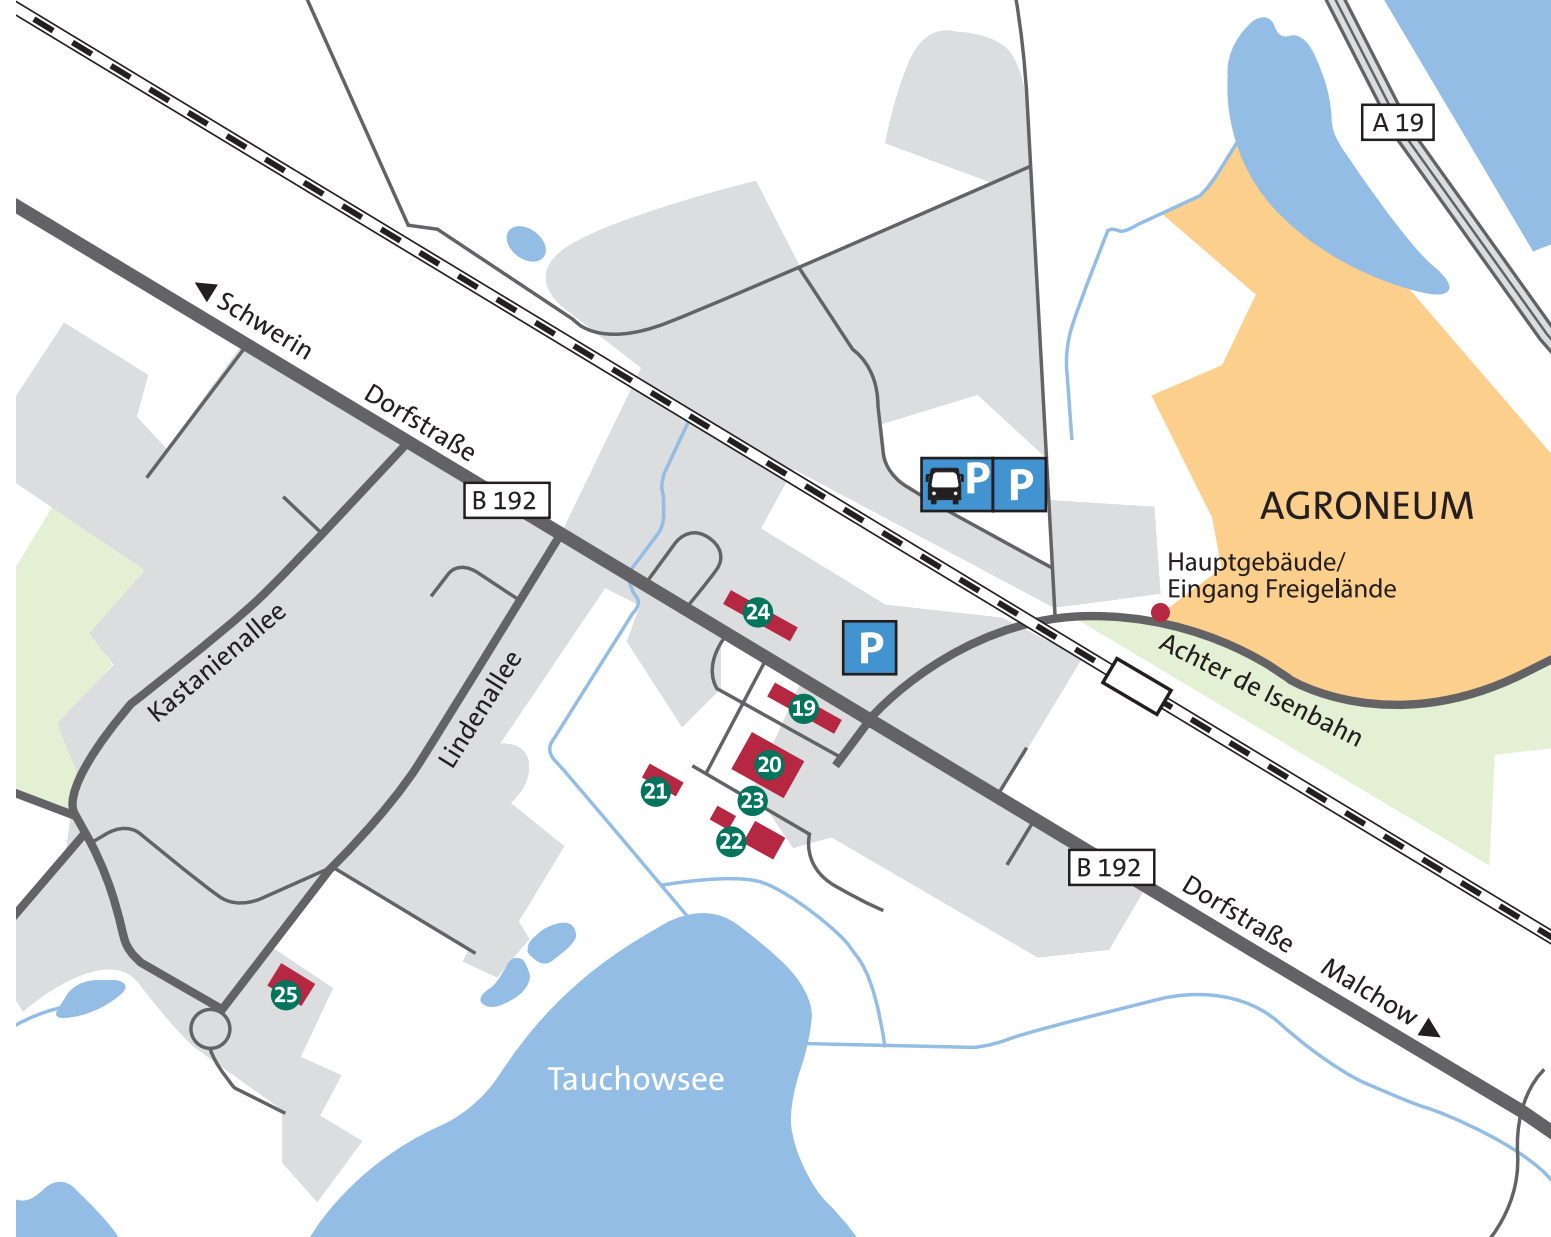 A 19
Schwerin
Dorfstraße
B 192
P
P
AGRONEUM
Hauptgebäude/
Eingang Freigelände
Achter de Isenbahn
Kastanienallee
Lindenallee
24
P
19
20
21
23
22
B 192
Dorfstraße
Malchow
25
Tauchowsee